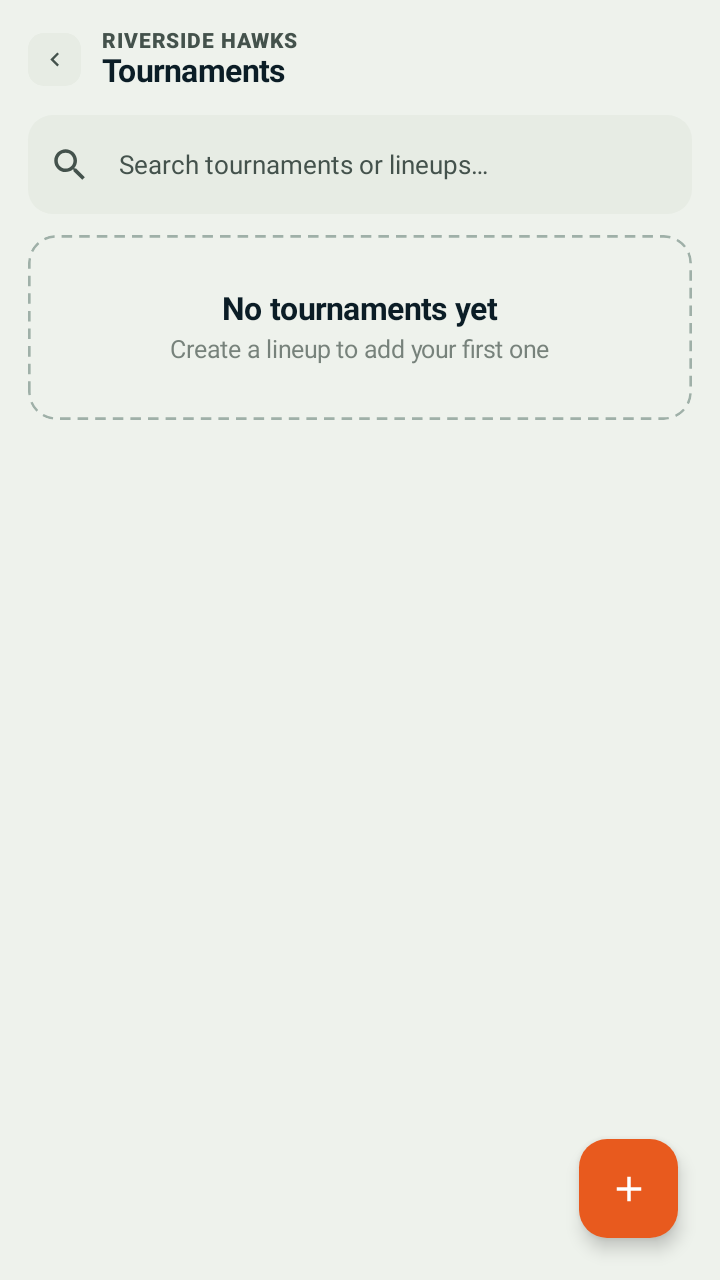 RIVERSIDE HAWKS
Tournaments
Search tournaments or lineups...
No tournaments yet
Create a lineup to add your first one